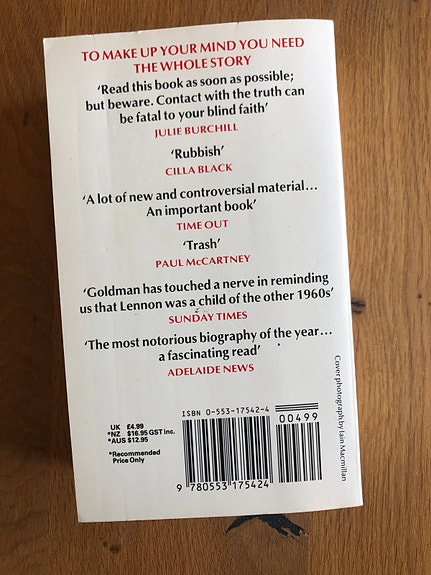 TO MAKE UP YOUR MIND YOU NEED
THE WHOLE STORY
‘Read this book as soon as possible;
but beware. Contact with the truth can
be fatal to your blind faith’
JULIE BURCHILL
‘Rubbish’
CILLA BLACK
‘A lot of new and controversial material…
An important book’
TIME OUT
‘Trash’
PAUL McCARTNEY
‘Goldman has touched a nerve in reminding
us that Lennon was a child of the other 1960s’
SUNDAY TIMES
‘The most notorious biography of the year…
a fascinating read’
ADELAIDE NEWS
Cover photograph by Iain Macmillan
UK £4.99
*NZ $16.95 GST inc.
*AUS $12.95
*Recommended
Price Only
ISBN 0-553-17542-4
00499
9 780553 175424